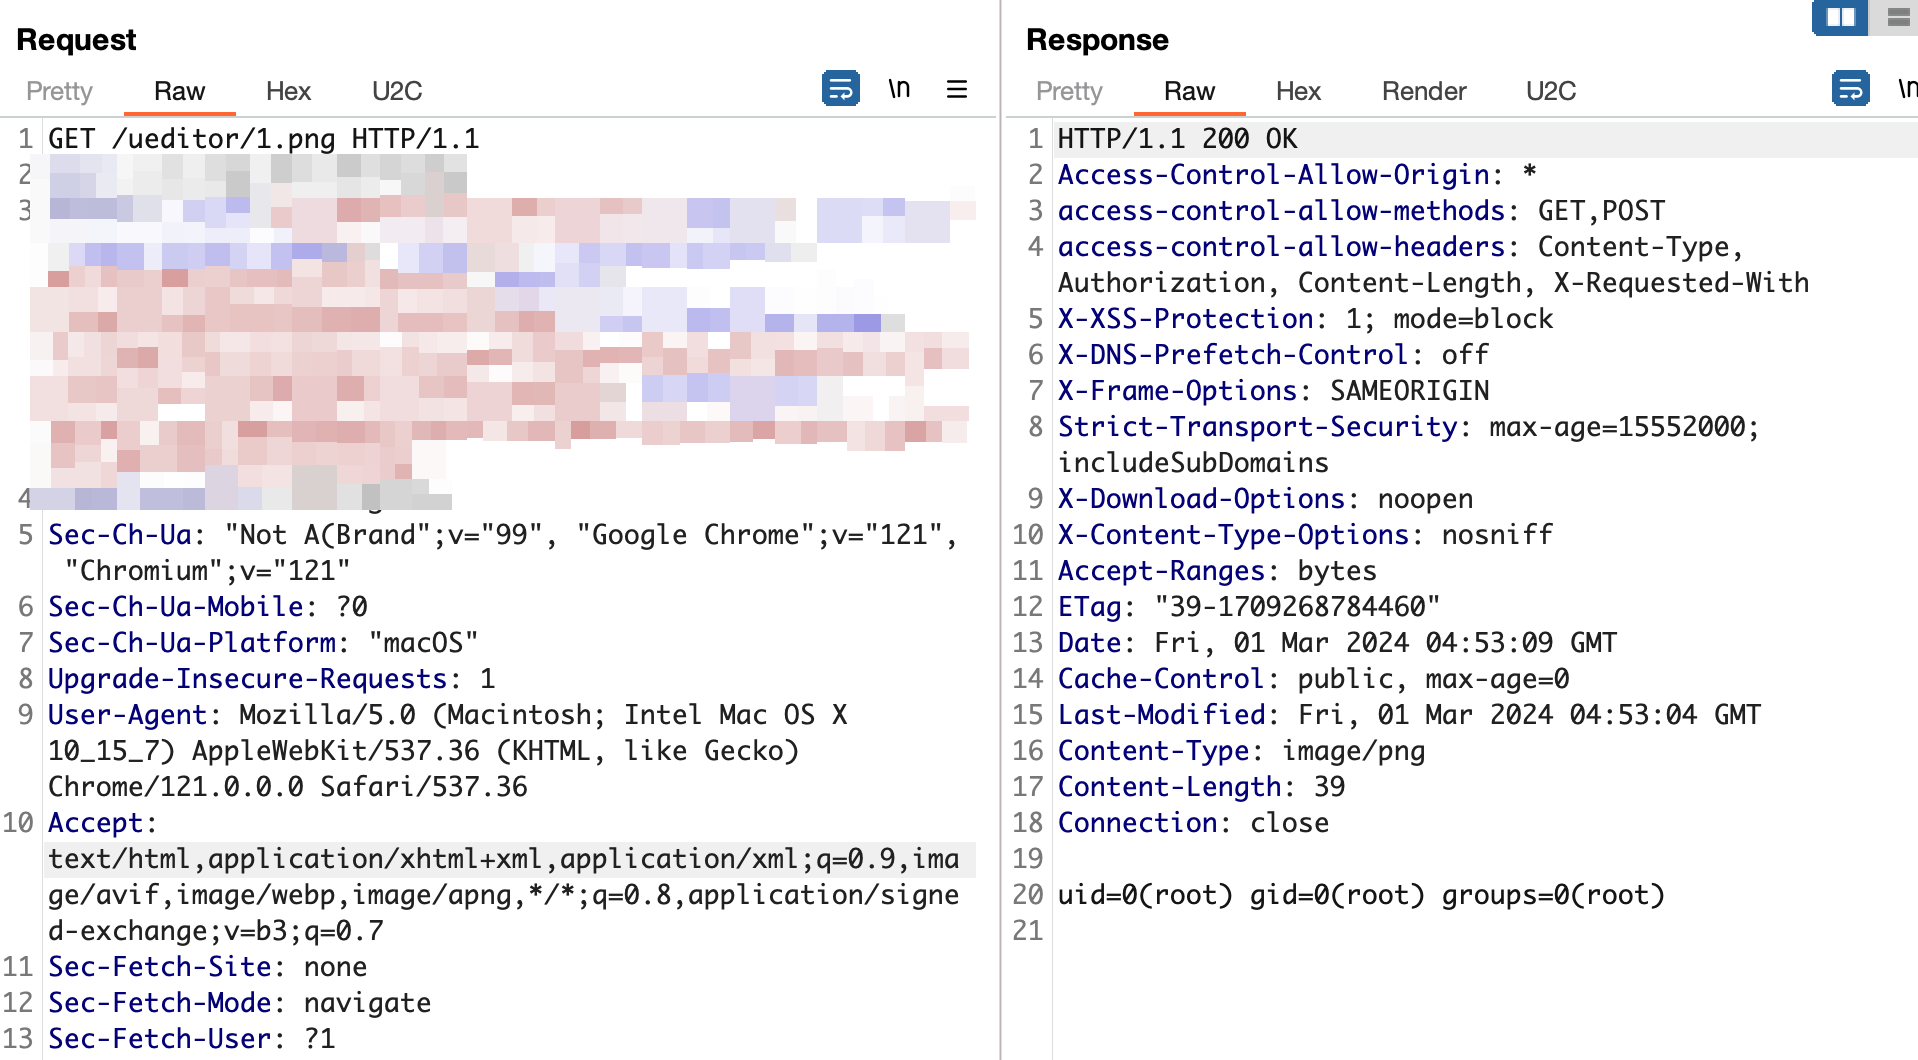 Request
Pretty Raw Hex U2C \n
1 GET /ueditor/1.png HTTP/1.1
2
3
4
5 Sec-Ch-Ua: "Not A(Brand";v="99", "Google Chrome";v="121",
"Chromium";v="121"
6 Sec-Ch-Ua-Mobile: ?0
7 Sec-Ch-Ua-Platform: "macOS"
8 Upgrade-Insecure-Requests: 1
9 User-Agent: Mozilla/5.0 (Macintosh; Intel Mac OS X
10_15_7) AppleWebKit/537.36 (KHTML, like Gecko)
Chrome/121.0.0.0 Safari/537.36
10 Accept:
text/html,application/xhtml+xml,application/xml;q=0.9,ima
ge/avif,image/webp,image/apng,*/*;q=0.8,application/signe
d-exchange;v=b3;q=0.7
11 Sec-Fetch-Site: none
12 Sec-Fetch-Mode: navigate
13 Sec-Fetch-User: ?1
Response
Pretty Raw Hex Render U2C \n
1 HTTP/1.1 200 OK
2 Access-Control-Allow-Origin: *
3 access-control-allow-methods: GET,POST
4 access-control-allow-headers: Content-Type,
Authorization, Content-Length, X-Requested-With
5 X-XSS-Protection: 1; mode=block
6 X-DNS-Prefetch-Control: off
7 X-Frame-Options: SAMEORIGIN
8 Strict-Transport-Security: max-age=15552000;
includeSubDomains
9 X-Download-Options: noopen
10 X-Content-Type-Options: nosniff
11 Accept-Ranges: bytes
12 ETag: "39-1709268784460"
13 Date: Fri, 01 Mar 2024 04:53:09 GMT
14 Cache-Control: public, max-age=0
15 Last-Modified: Fri, 01 Mar 2024 04:53:04 GMT
16 Content-Type: image/png
17 Content-Length: 39
18 Connection: close
19
20 uid=0(root) gid=0(root) groups=0(root)
21